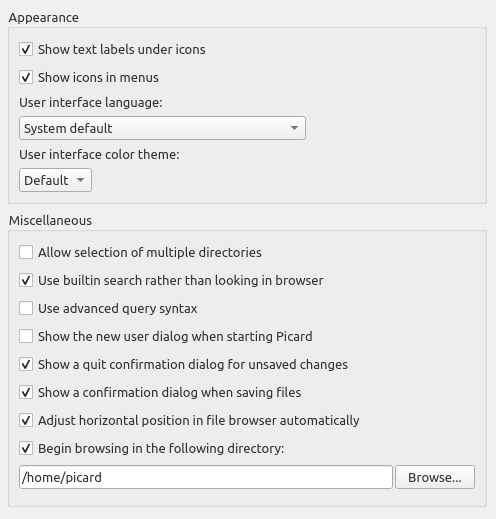 Appearance
Show text labels under icons
Show icons in menus
User interface language:
System default
User interface color theme:
Default
Miscellaneous
Allow selection of multiple directories
Use builtin search rather than looking in browser
Use advanced query syntax
Show the new user dialog when starting Picard
Show a quit confirmation dialog for unsaved changes
Show a confirmation dialog when saving files
Adjust horizontal position in file browser automatically
Begin browsing in the following directory:
/home/picard Browse...